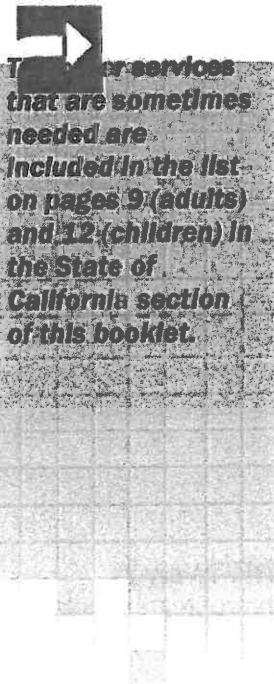 services
that are sometimes
needed are
included in the list
on pages 9 (adults)
and 12 (children) in
the State of
California section
of this booklet.